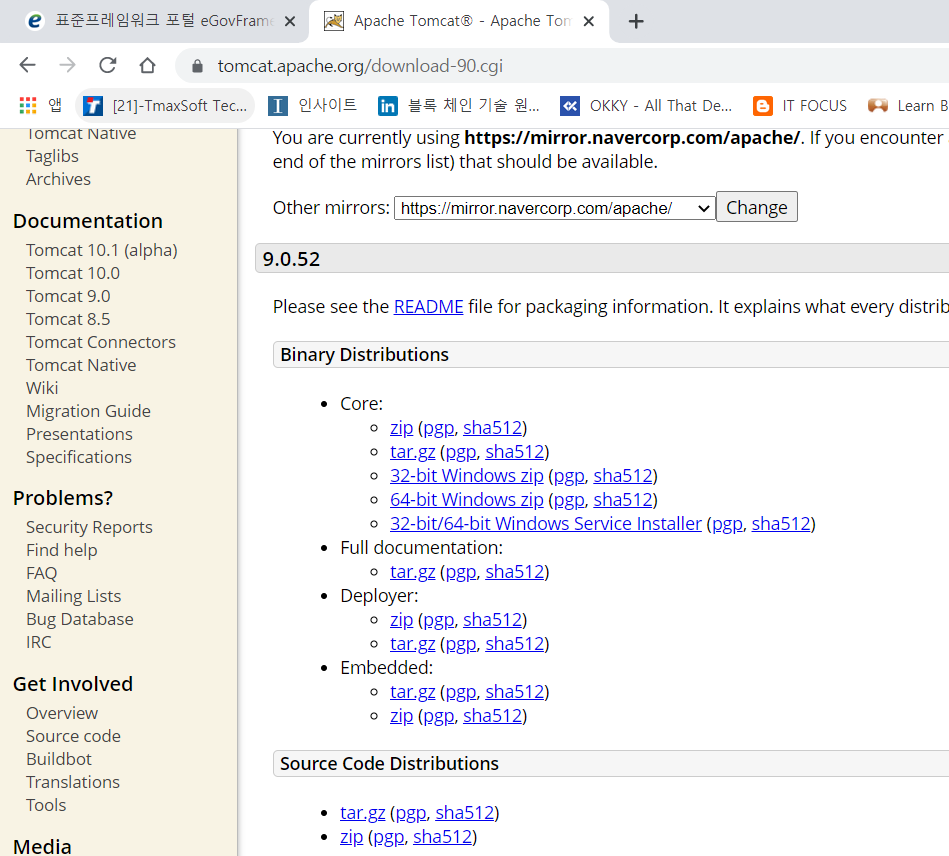 표준프레임워크 포털 eGovFrame
Apache Tomcat® - Apache Tom
tomcat.apache.org/download-90.cgi
앱
[21]-TmaxSoft Tec...
인사이트
블록 체인 기술 원...
OKKY - All That De...
IT FOCUS
Learn B
Tomcat Native
Taglibs
Archives
Documentation
Tomcat 10.1 (alpha)
Tomcat 10.0
Tomcat 9.0
Tomcat 8.5
Tomcat Connectors
Tomcat Native
Wiki
Migration Guide
Presentations
Specifications
Problems?
Security Reports
Find help
FAQ
Mailing Lists
Bug Database
IRC
Get Involved
Overview
Source code
Buildbot
Translations
Tools
Media
You are currently using https://mirror.navercorp.com/apache/. If you encounter
end of the mirrors list) that should be available.
Other mirrors: https://mirror.navercorp.com/apache/ Change
9.0.52
Please see the README file for packaging information. It explains what every distrib
Binary Distributions
Core:
zip (pgp, sha512)
tar.gz (pgp, sha512)
32-bit Windows zip (pgp, sha512)
64-bit Windows zip (pgp, sha512)
32-bit/64-bit Windows Service Installer (pgp, sha512)
Full documentation:
tar.gz (pgp, sha512)
Deployer:
zip (pgp, sha512)
tar.gz (pgp, sha512)
Embedded:
tar.gz (pgp, sha512)
zip (pgp, sha512)
Source Code Distributions
tar.gz (pgp, sha512)
zip (pgp, sha512)